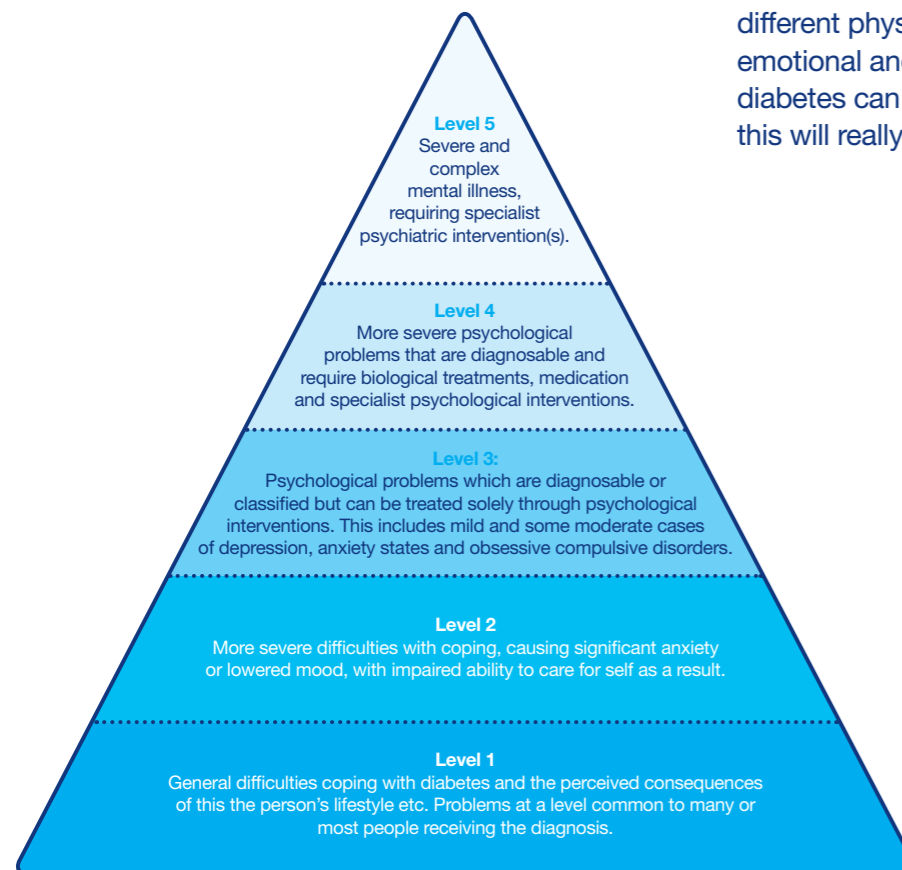 different phys
emotional and
diabetes can
this will really
Level 5
Severe and
complex
mental illness,
requiring specialist
psychiatric intervention(s).
Level 4
More severe psychological
problems that are diagnosable and
require biological treatments, medication
and specialist psychological interventions.
Level 3:
Psychological problems which are diagnosable or
classified but can be treated solely through psychological
interventions. This includes mild and some moderate cases
of depression, anxiety states and obsessive compulsive disorders.
Level 2
More severe difficulties with coping, causing significant anxiety
or lowered mood, with impaired ability to care for self as a result.
Level 1
General difficulties coping with diabetes and the perceived consequences
of this the person's lifestyle etc. Problems at a level common to many or
most people receiving the diagnosis.